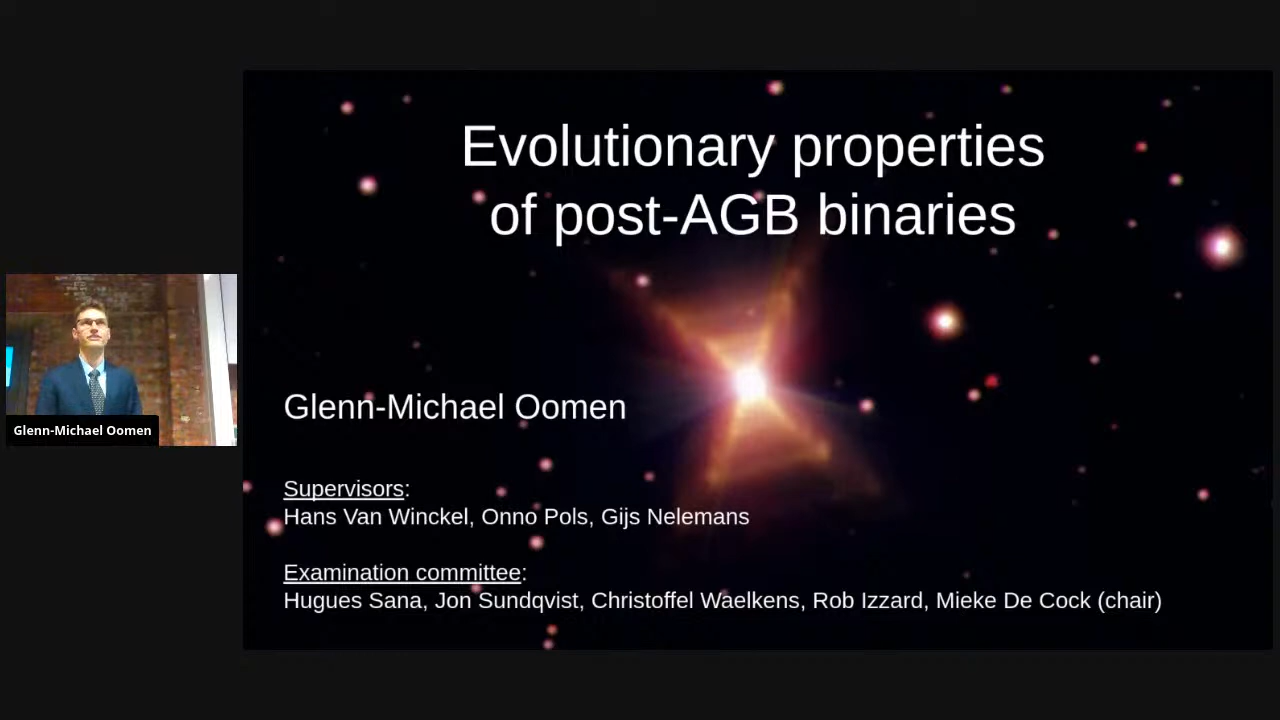 Evolutionary properties
of post-AGB binaries
Glenn-Michael Oomen
Glenn-Michael Oomen
Supervisors:
Hans Van Winckel, Onno Pols, Gijs Nelemans
Examination committee:
Hugues Sana, Jon Sundqvist, Christoffel Waelkens, Rob Izzard, Mieke De Cock (chair)